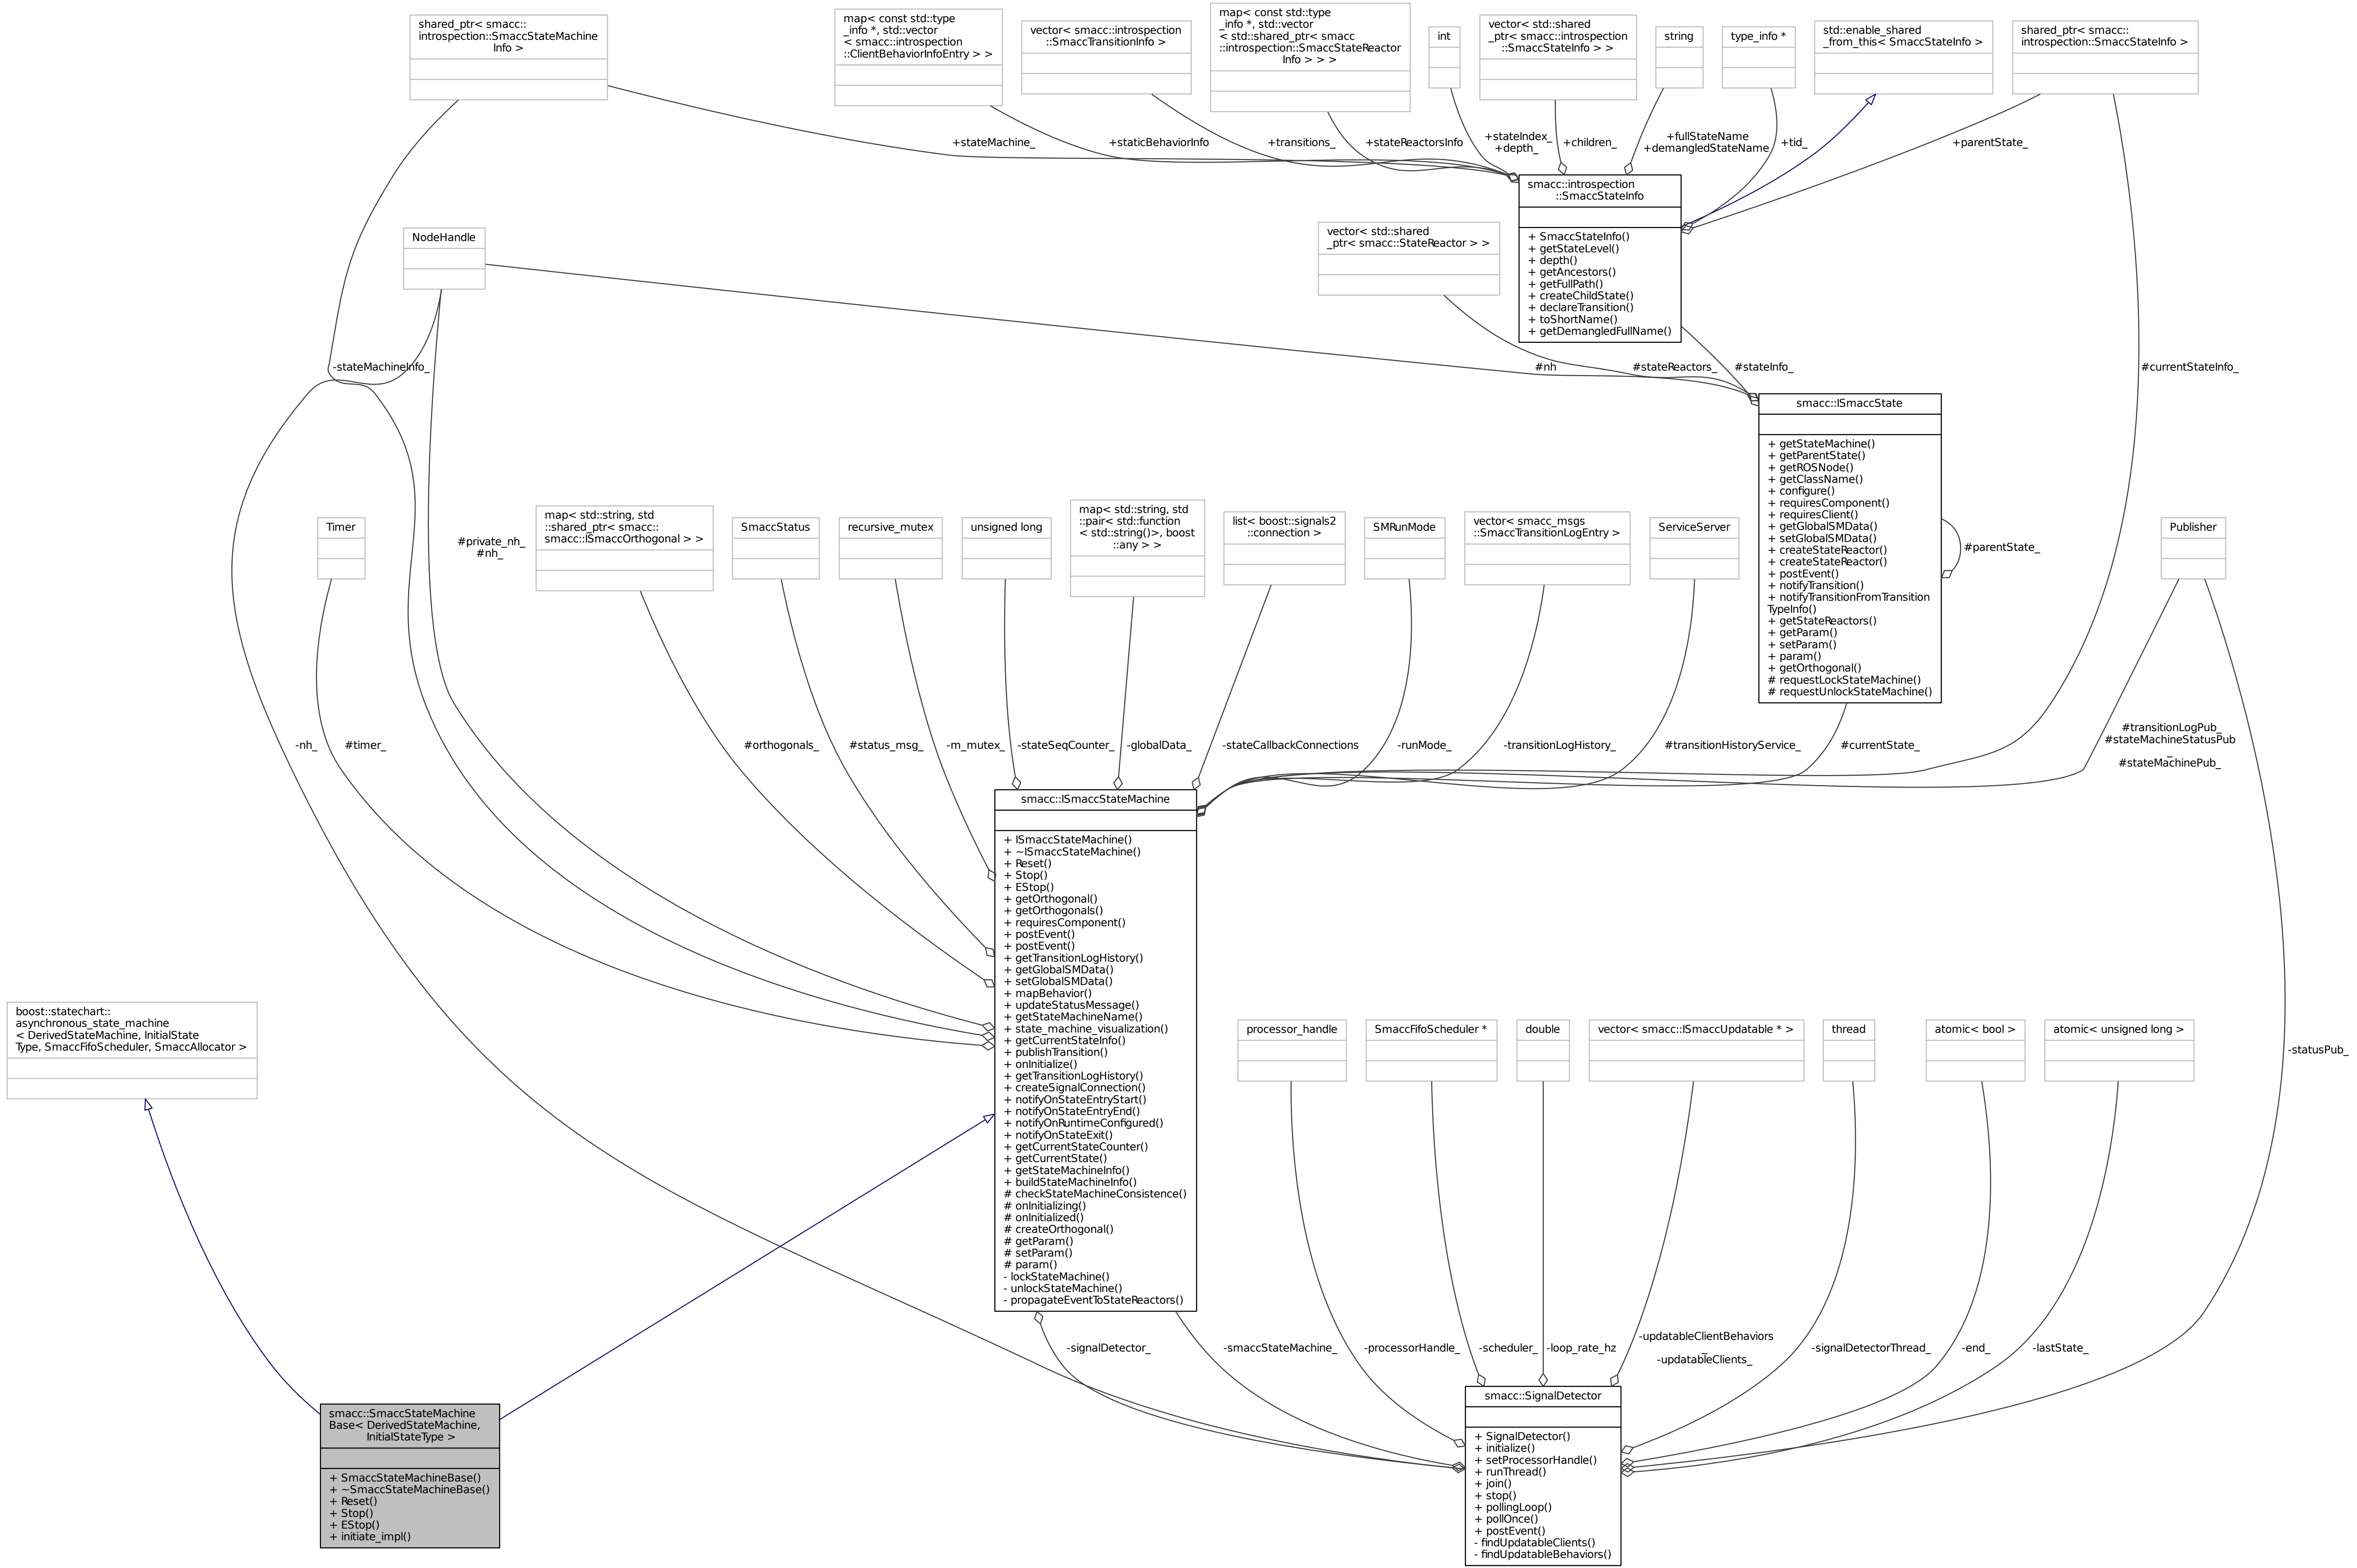 shared_ptr< smacc::
introspection::SmaccStateMachine
Info >
map< const std::type
_info *, std::vector
< smacc::introspection
::ClientBehaviorInfoEntry > >
vector< smacc::introspection
::SmaccTransitionInfo >
map< const std::type
_info *, std::vector
< std::shared_ptr< smacc
::introspection::SmaccStateReactor
Info > > >
int
vector< std::shared
_ptr< smacc::introspection
::SmaccStateInfo > >
string
type_info *
std::enable_shared
_from_this< SmaccStateInfo >
shared_ptr< smacc::
introspection::SmaccStateInfo >
+stateMachine_
+staticBehaviorInfo
+transitions_
+stateReactorsInfo
+stateIndex_
+depth_
+children_
+fullStateName
+demangledStateName
+tid_
+parentState_
smacc::introspection
::SmaccStateInfo
+ SmaccStateInfo()
+ getStateLevel()
+ depth()
+ getAncestors()
+ getFullPath()
+ createChildState()
+ declareTransition()
+ toShortName()
+ getDemangledFullName()
NodeHandle
vector< std::shared
_ptr< smacc::StateReactor > >
-stateMachineInfo_
#nh
#stateReactors_
#stateInfo_
#currentStateInfo_
smacc::ISmaccState
+ getStateMachine()
+ getParentState()
+ getROSNode()
+ getClassName()
+ configure()
+ requiresComponent()
+ requiresClient()
+ getGlobalSMData()
+ setGlobalSMData()
+ createStateReactor()
+ createStateReactor()
+ postEvent()
+ notifyTransition()
+ notifyTransitionFromTransition
TypeInfo()
+ getStateReactors()
+ getParam()
+ setParam()
+ param()
+ getOrthogonal()
# requestLockStateMachine()
# requestUnlockStateMachine()
#parentState_
Timer
#private_nh_
#nh_
map< std::string, std
::shared_ptr< smacc::
smacc::ISmaccOrthogonal > >
SmaccStatus
recursive_mutex
unsigned long
map< std::string, std
::pair< std::function
< std::string()>, boost
::any > >
list< boost::signals2
::connection >
SMRunMode
vector< smacc_msgs
::SmaccTransitionLogEntry >
ServiceServer
Publisher
-nh_
#timer_
#orthogonals_
#status_msg_
-m_mutex_
-stateSeqCounter_
-globalData_
-stateCallbackConnections
-runMode_
-transitionLogHistory_
#transitionHistoryService_
#currentState_
#transitionLogPub_
#stateMachineStatusPub
_
#stateMachinePub_
smacc::ISmaccStateMachine
+ ISmaccStateMachine()
+ ~ISmaccStateMachine()
+ Reset()
+ Stop()
+ EStop()
+ getOrthogonal()
+ getOrthogonals()
+ requiresComponent()
+ postEvent()
+ postEvent()
+ getTransitionLogHistory()
+ getGlobalSMData()
+ setGlobalSMData()
+ mapBehavior()
+ updateStatusMessage()
+ getStateMachineName()
+ state_machine_visualization()
+ getCurrentStateInfo()
+ publishTransition()
+ onInitialize()
+ getTransitionLogHistory()
+ createSignalConnection()
+ notifyOnStateEntryStart()
+ notifyOnStateEntryEnd()
+ notifyOnRuntimeConfigured()
+ notifyOnStateExit()
+ getCurrentStateCounter()
+ getCurrentState()
+ getStateMachineInfo()
+ buildStateMachineInfo()
# checkStateMachineConsistence()
# onInitializing()
# onInitialized()
# createOrthogonal()
# getParam()
# setParam()
# param()
- lockStateMachine()
- unlockStateMachine()
- propagateEventToStateReactors()
boost::statechart::
asynchronous_state_machine
< DerivedStateMachine, InitialState
Type, SmaccFifoScheduler, SmaccAllocator >
processor_handle
SmaccFifoScheduler *
double
vector< smacc::ISmaccUpdatable * >
thread
atomic< bool >
atomic< unsigned long >
-statusPub_
-signalDetector_
-smaccStateMachine_
-processorHandle_
-scheduler_
-loop_rate_hz
-updatableClientBehaviors
_
-updatableClients_
-signalDetectorThread_
-end_
-lastState_
smacc::SmaccStateMachine
Base< DerivedStateMachine,
InitialStateType >
+ SmaccStateMachineBase()
+ ~SmaccStateMachineBase()
+ Reset()
+ Stop()
+ EStop()
+ initiate_impl()
smacc::SignalDetector
+ SignalDetector()
+ initialize()
+ setProcessorHandle()
+ runThread()
+ join()
+ stop()
+ pollingLoop()
+ pollOnce()
+ postEvent()
- findUpdatableClients()
- findUpdatableBehaviors()